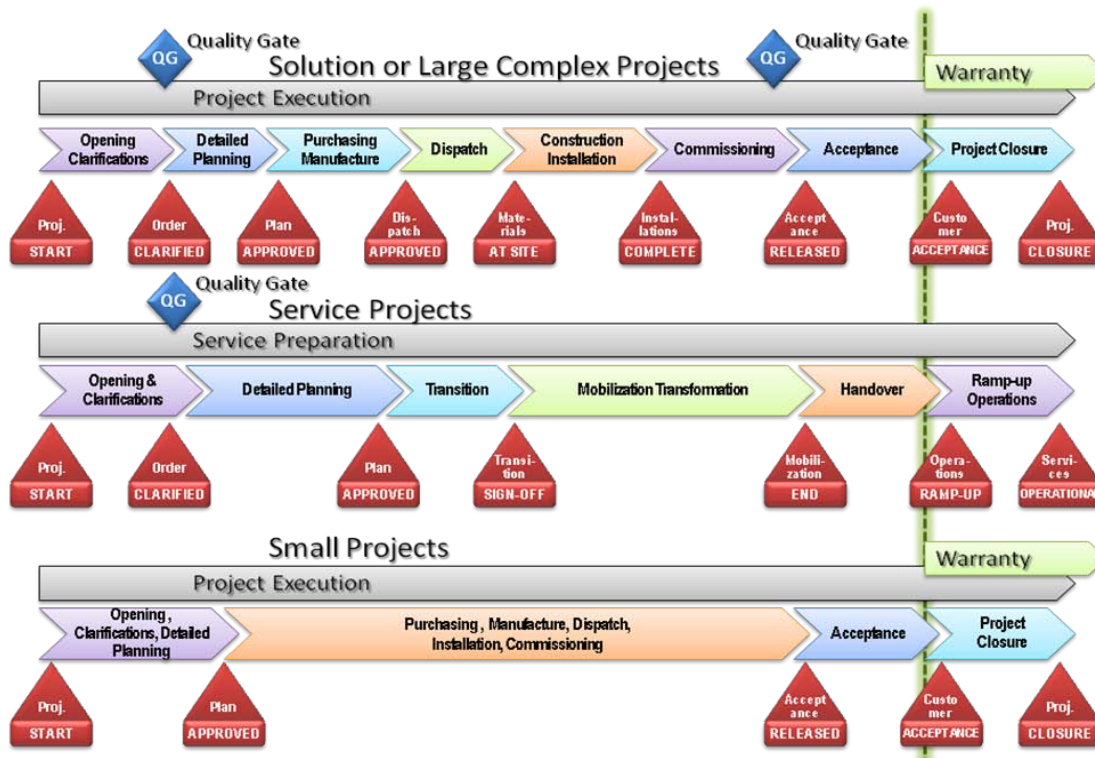 QG
Quality Gate
QG
Quality Gate
Solution or Large Complex Projects
Warranty
Project Execution
Opening
Clarifications
Detailed
Planning
Purchasing
Manufacture
Dispatch
Construction
Installation
Commissioning
Acceptance
Project Closure
Proj.
START
Order
CLARIFIED
Plan
APPROVED
Dis-
patch
APPROVED
Mate-
rials
AT SITE
Instal-
lations
COMPLETE
Accept
ance
RELEASED
Custo
mer
ACCEPTANCE
Proj.
CLOSURE
QG
Quality Gate
Service Projects
Service Preparation
Opening &
Clarifications
Detailed Planning
Transition
Mobilization Transformation
Handover
Ramp-up
Operations
Proj.
START
Order
CLARIFIED
Plan
APPROVED
Transi-
tion
SIGN-OFF
Mobili-
zation
END
Opera-
tions
RAMP-UP
Servi-
ces
OPERATIONA
Small Projects
Warranty
Project Execution
Opening ,
Clarifications, Detailed
Planning
Purchasing , Manufacture, Dispatch,
Installation, Commissioning
Acceptance
Project
Closure
Proj.
START
Plan
APPROVED
Accept
ance
RELEASED
Custo
mer
ACCEPTANCE
Proj.
CLOSURE